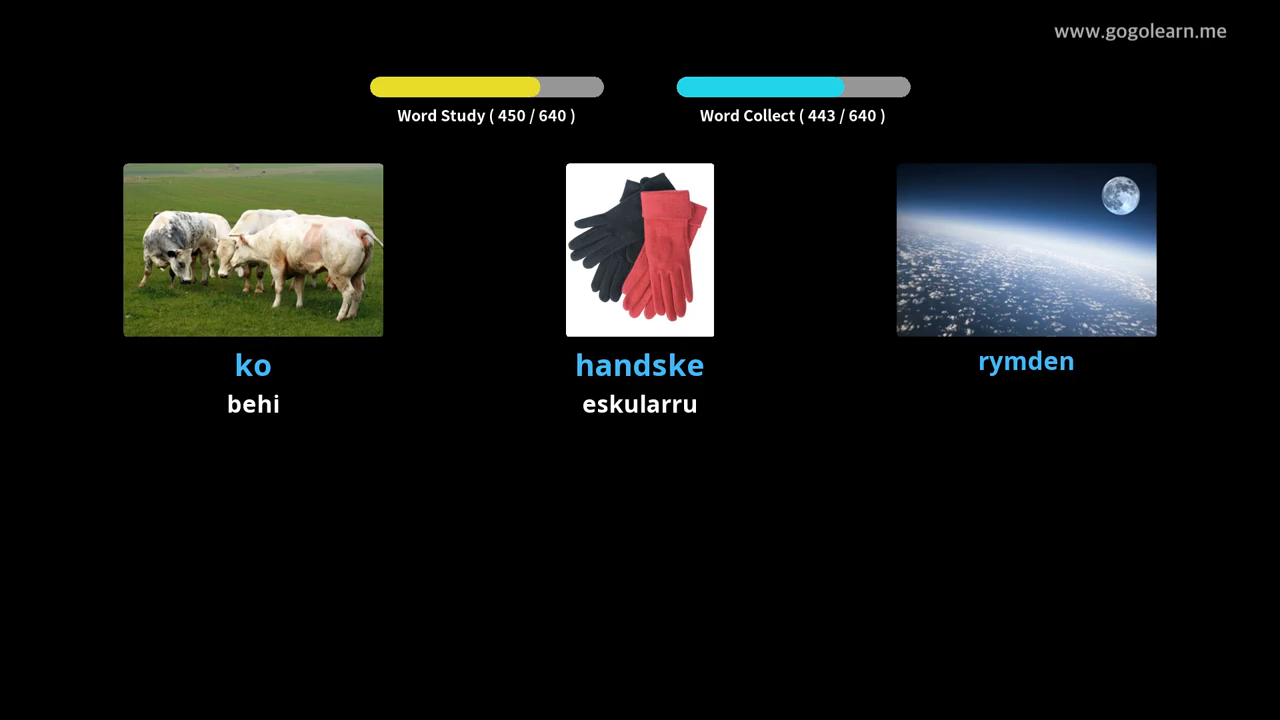 www.gogolearn.me
Word Study ( 450 / 640 )
Word Collect ( 443 / 640 )
ko
behi
handske
eskularru
rymden